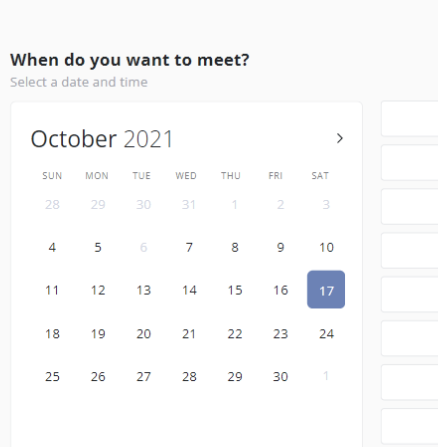 When do you want to meet?
Select a date and time
October 2021
SUN MON TUE WED THU FRI SAT
28 29 30 31 1 2 3
4 5 6 7 8 9 10
11 12 13 14 15 16 17
18 19 20 21 22 23 24
25 26 27 28 29 30 1